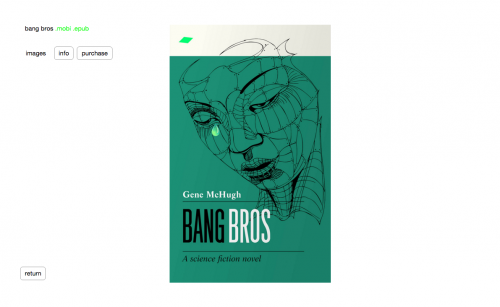 bang bros .mobi .epub
images info purchase
Gene McHugh
BANG BROS
A science fiction novel
return